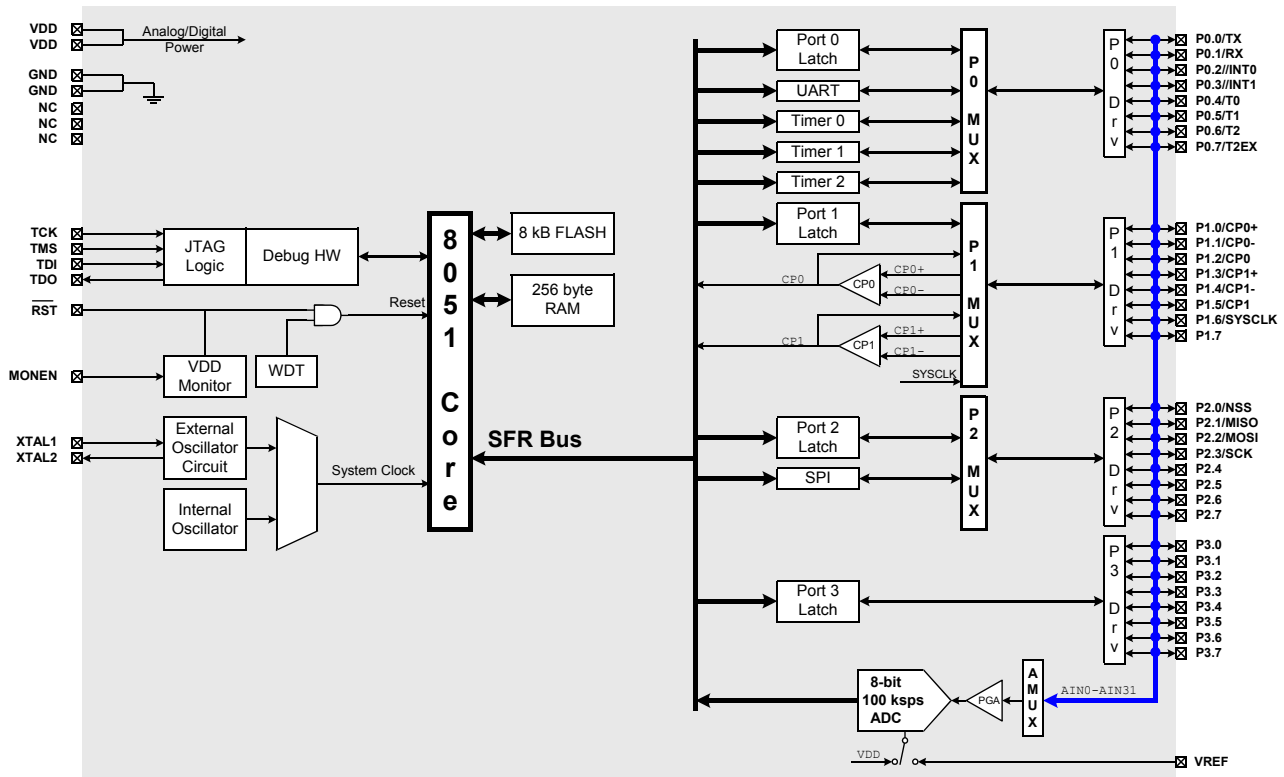 VDD
VDD
Analog/Digital
Power
GND
GND
NC
NC
NC
TCK
TMS
TDI
TDO
JTAG
Logic
Debug HW
RST
Reset
MONEN
VDD
Monitor
WDT
XTAL1
XTAL2
External
Oscillator
Circuit
Internal
Oscillator
System Clock
8
0
5
1
C
o
r
e
8 kB FLASH
256 byte
RAM
SFR Bus
Port 0
Latch
UART
Timer 0
Timer 1
Timer 2
P
0
M
U
X
Port 1
Latch
CP0
CP0
CP0+
CP0-
CP1
CP1
CP1+
CP1-
SYSCLK
P
1
M
U
X
Port 2
Latch
SPI
P
2
M
U
X
Port 3
Latch
P
0
D
r
v
P
1
D
r
v
P
2
D
r
v
P
3
D
r
v
P0.0/TX
P0.1/RX
P0.2//INT0
P0.3//INT1
P0.4/T0
P0.5/T1
P0.6/T2
P0.7/T2EX
P1.0/CP0+
P1.1/CP0-
P1.2/CP0
P1.3/CP1+
P1.4/CP1-
P1.5/CP1
P1.6/SYSCLK
P1.7
P2.0/NSS
P2.1/MISO
P2.2/MOSI
P2.3/SCK
P2.4
P2.5
P2.6
P2.7
P3.0
P3.1
P3.2
P3.3
P3.4
P3.5
P3.6
P3.7
8-bit
100 ksps
ADC
PGA
A
M
U
X
AIN0-AIN31
VDD
VREF